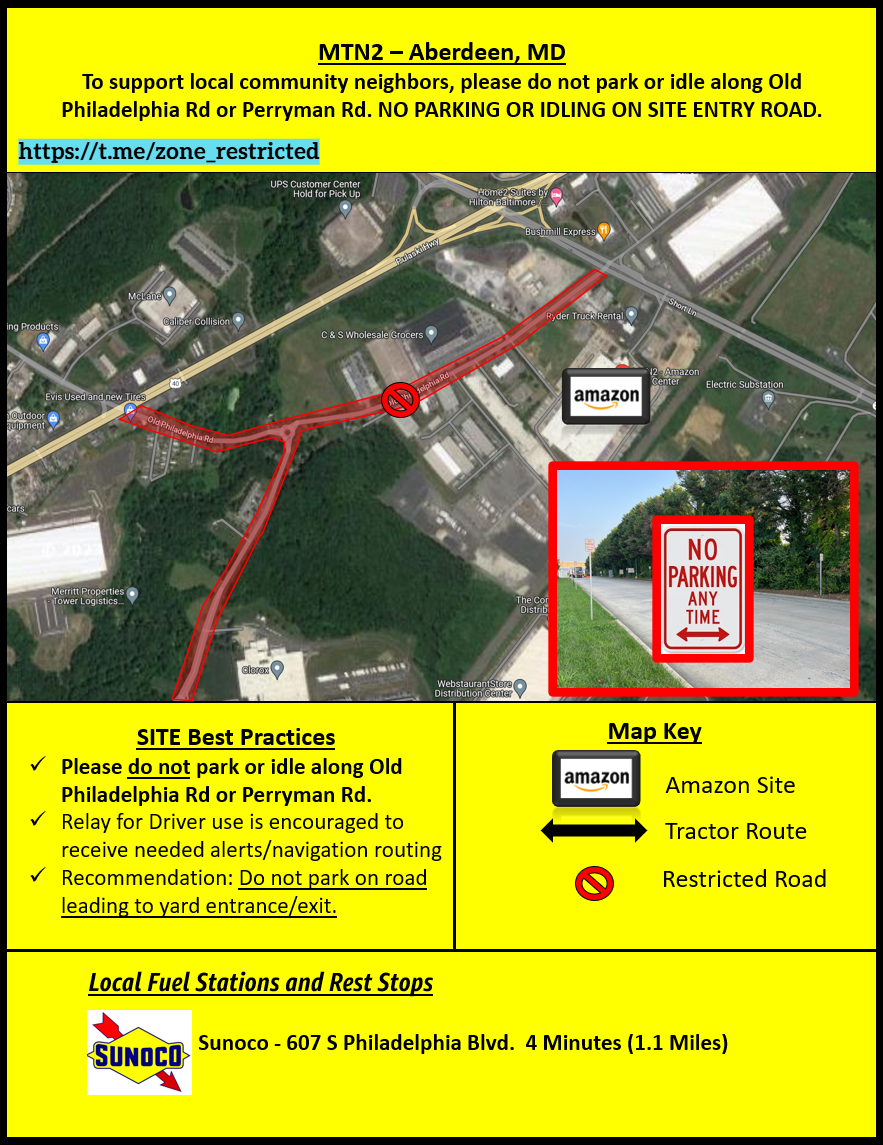 MTN2 – Aberdeen, MD
To support local community neighbors, please do not park or idle along Old
Philadelphia Rd or Perryman Rd. NO PARKING OR IDLING ON SITE ENTRY ROAD.
https://t.me/zone_restricted
UPS Customer Center
Hold for Pick Up
Home2 Suites by
Hilton Baltimore /...
Bushmill Express
Pulaski Hwy
McLane
Caliber Collision
ing Products
C & S Wholesale Grocers
Ryder Truck Rental
Short Ln
40
N2 - Amazon
Center
Electric Substation
amazon
Evis Used and new Tires
Outdoor
quipment
Old Philadelphia Rd
delphia Rd
cars
Merritt Properties
- Tower Logistics...
Clorox
The Con
Distrib
WebstaurantStore
Distribution Center
NO
PARKING
ANY
TIME
SITE Best Practices
✓ Please do not park or idle along Old
Philadelphia Rd or Perryman Rd.
✓ Relay for Driver use is encouraged to
receive needed alerts/navigation routing
✓ Recommendation: Do not park on road
leading to yard entrance/exit.
Map Key
amazon
Amazon Site
Tractor Route
Restricted Road
Local Fuel Stations and Rest Stops
SUNOCO
Sunoco - 607 S Philadelphia Blvd.  4 Minutes (1.1 Miles)